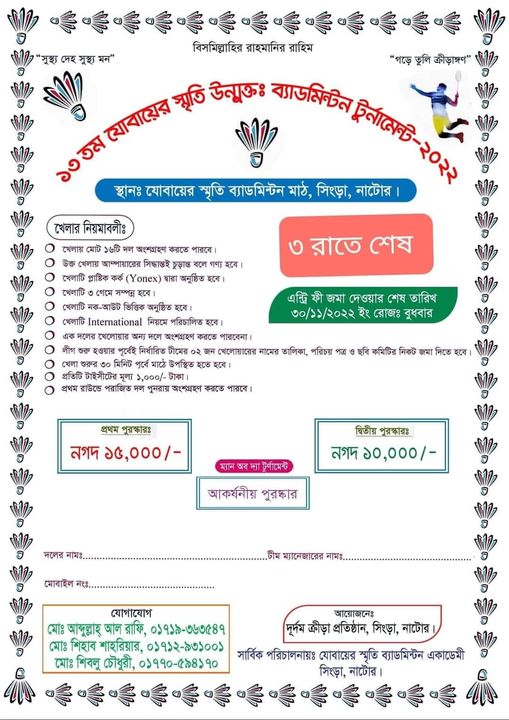 বিসমিল্লাহির রাহমানির রাহিম
“সুস্থ্য দেহ সুস্থ্য মন”
“গড়ে তুলি ক্রীড়াঙ্গণ”
১৩ তম যোবায়ের স্মৃতি উন্মুক্তঃ ব্যাডমিন্টন টুর্নামেন্ট-২০২২
স্থানঃ যোবায়ের স্মৃতি ব্যাডমিন্টন মাঠ, সিংড়া, নাটোর।
খেলার নিয়মাবলীঃ
খেলায় মোট ১৬টি দল অংশগ্রহণ করতে পারবে।
উক্ত খেলায় আম্পায়ারের সিদ্ধান্তই চুড়ান্ত বলে গণ্য হবে।
খেলাটি প্লাষ্টিক কর্ক (Yonex) দ্বারা অনুষ্ঠিত হবে।
খেলাটি ৩ গেমে সম্পন্ন হবে।
খেলাটি নক-আউট ভিত্তিক অনুষ্ঠিত হবে।
খেলাটি International নিয়মে পরিচালিত হবে।
এক দলের খেলোয়ার অন্য দলে অংশগ্রহণ করতে পারবেনা।
লীগ শুরু হওয়ার পূর্বেই নির্ধারিত টীমের ০২ জন খেলোয়ারের নামের তালিকা, পরিচয় পত্র ও ছবি কমিটির নিকট জমা দিতে হবে।
খেলা শুরুর ৩০ মিনিট পূর্বে মাঠে উপস্থিত হতে হবে।
প্রতিটি টাইসীটের মূল্য ১,০০০/- টাকা।
প্রথম রাউন্ডে পরাজিত দল পুনরায় অংশগ্রহণ করতে পারবে।
৩ রাতে শেষ
এন্ট্রি ফী জমা দেওয়ার শেষ তারিখ
৩০/১১/২০২২ ইং রোজঃ বুধবার
প্রথম পুরস্কারঃ
নগদ ১৫,০০০/-
দ্বিতীয় পুরস্কারঃ
নগদ ১০,০০০/-
ম্যান অব দ্যা টুর্ণামেন্ট
আকর্ষনীয় পুরস্কার
দলের নামঃ.......................................................টীম ম্যানেজারের নামঃ.......................................
মোবাইল নংঃ.......................................
যোগাযোগ
মোঃ আব্দুল্লাহ্ আল রাফি, ০১৭১৯-৩৬৩৫৪৭
মোঃ শিহাব শাহরিয়ার, ০১৭১২-৯৩১০০১
মোঃ শিবলু চৌধুরী, ০১৭৭০-৫৯৪১৭০
আয়োজনেঃ
দূর্দম ক্রীড়া প্রতিষ্ঠান, সিংড়া, নাটোর।
সার্বিক পরিচালনায়ঃ যোবায়ের স্মৃতি ব্যাডমিন্টন একাডেমী
সিংড়া, নাটোর।